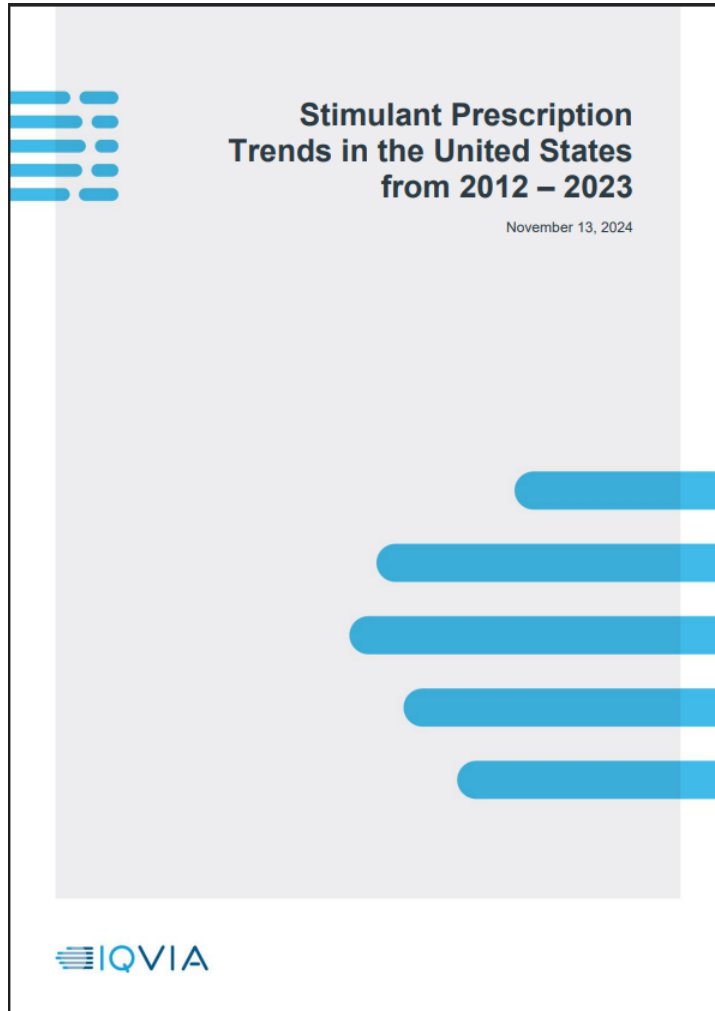 Stimulant Prescription
Trends in the United States
from 2012 – 2023
November 13, 2024
IQVIA